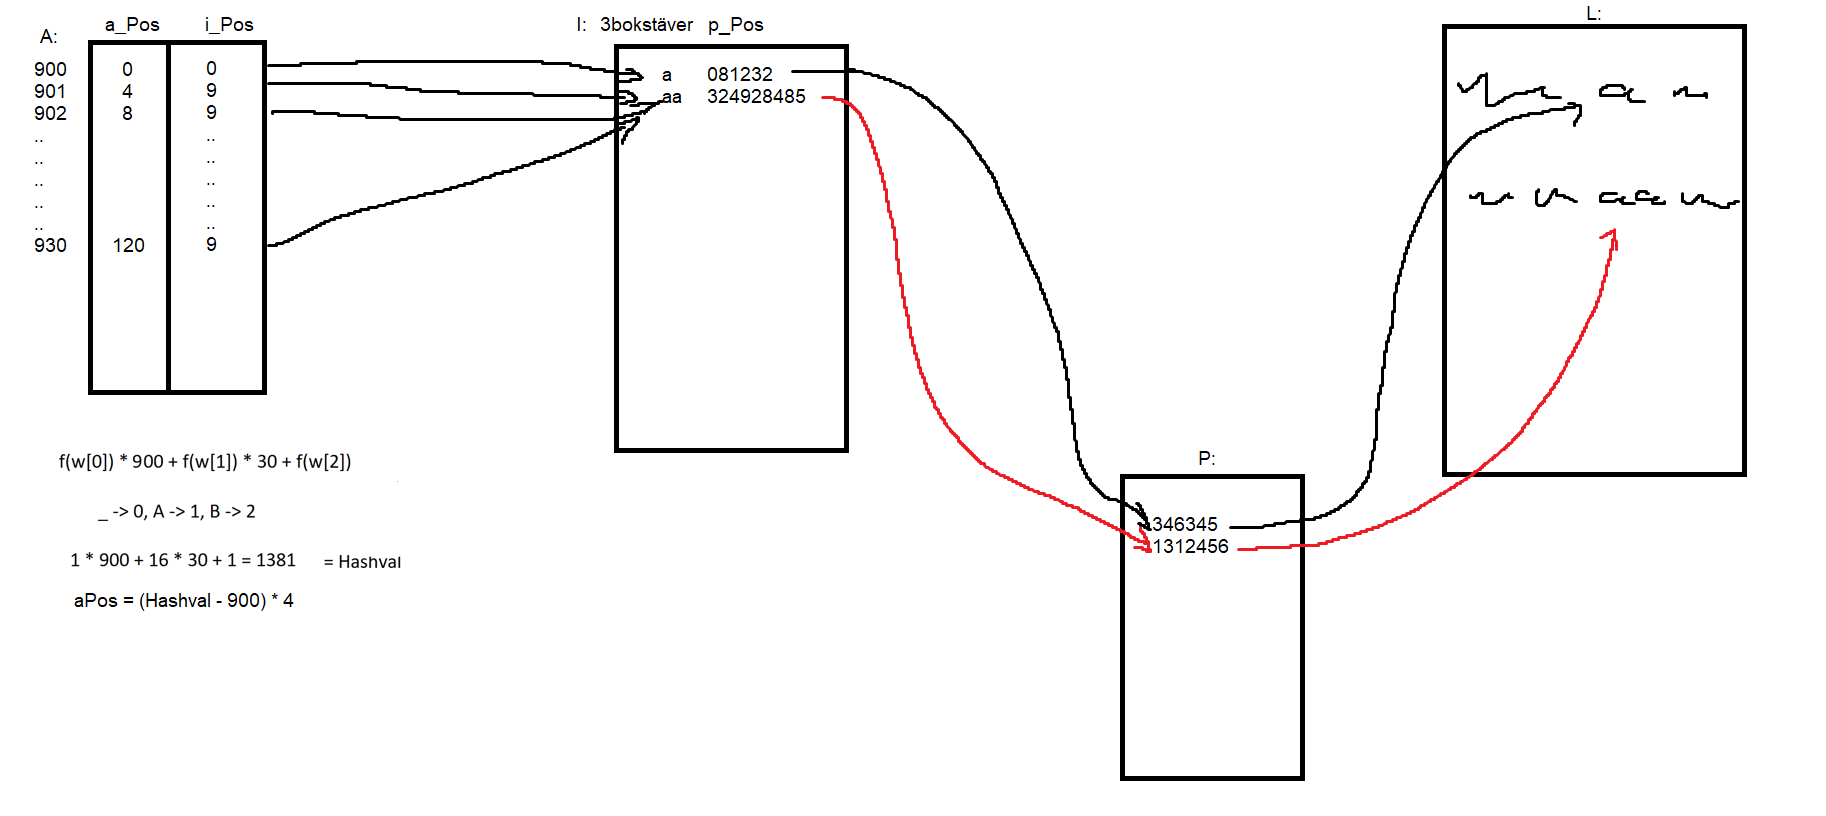 A:
a_Pos i_Pos
900 0 0
901 4 9
902 8 9
.. ..
.. ..
.. ..
.. ..
.. ..
930 120 9
I: 3bokstäver p_Pos
a 081232
aa 324928485
P:
346345
1312456
L:
a
aa
f(w[0]) * 900 + f(w[1]) * 30 + f(w[2])
_ -> 0, A -> 1, B -> 2
1 * 900 + 16 * 30 + 1 = 1381 = Hashval
aPos = (Hashval - 900) * 4